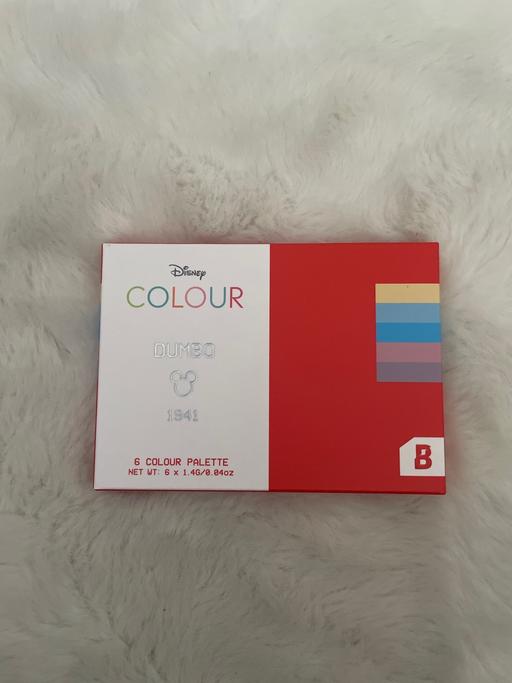 Disney
COLOUR
DUMBO
1941
6 COLOUR PALETTE
NET WT: 6 x 1.4G/0.04oz
B